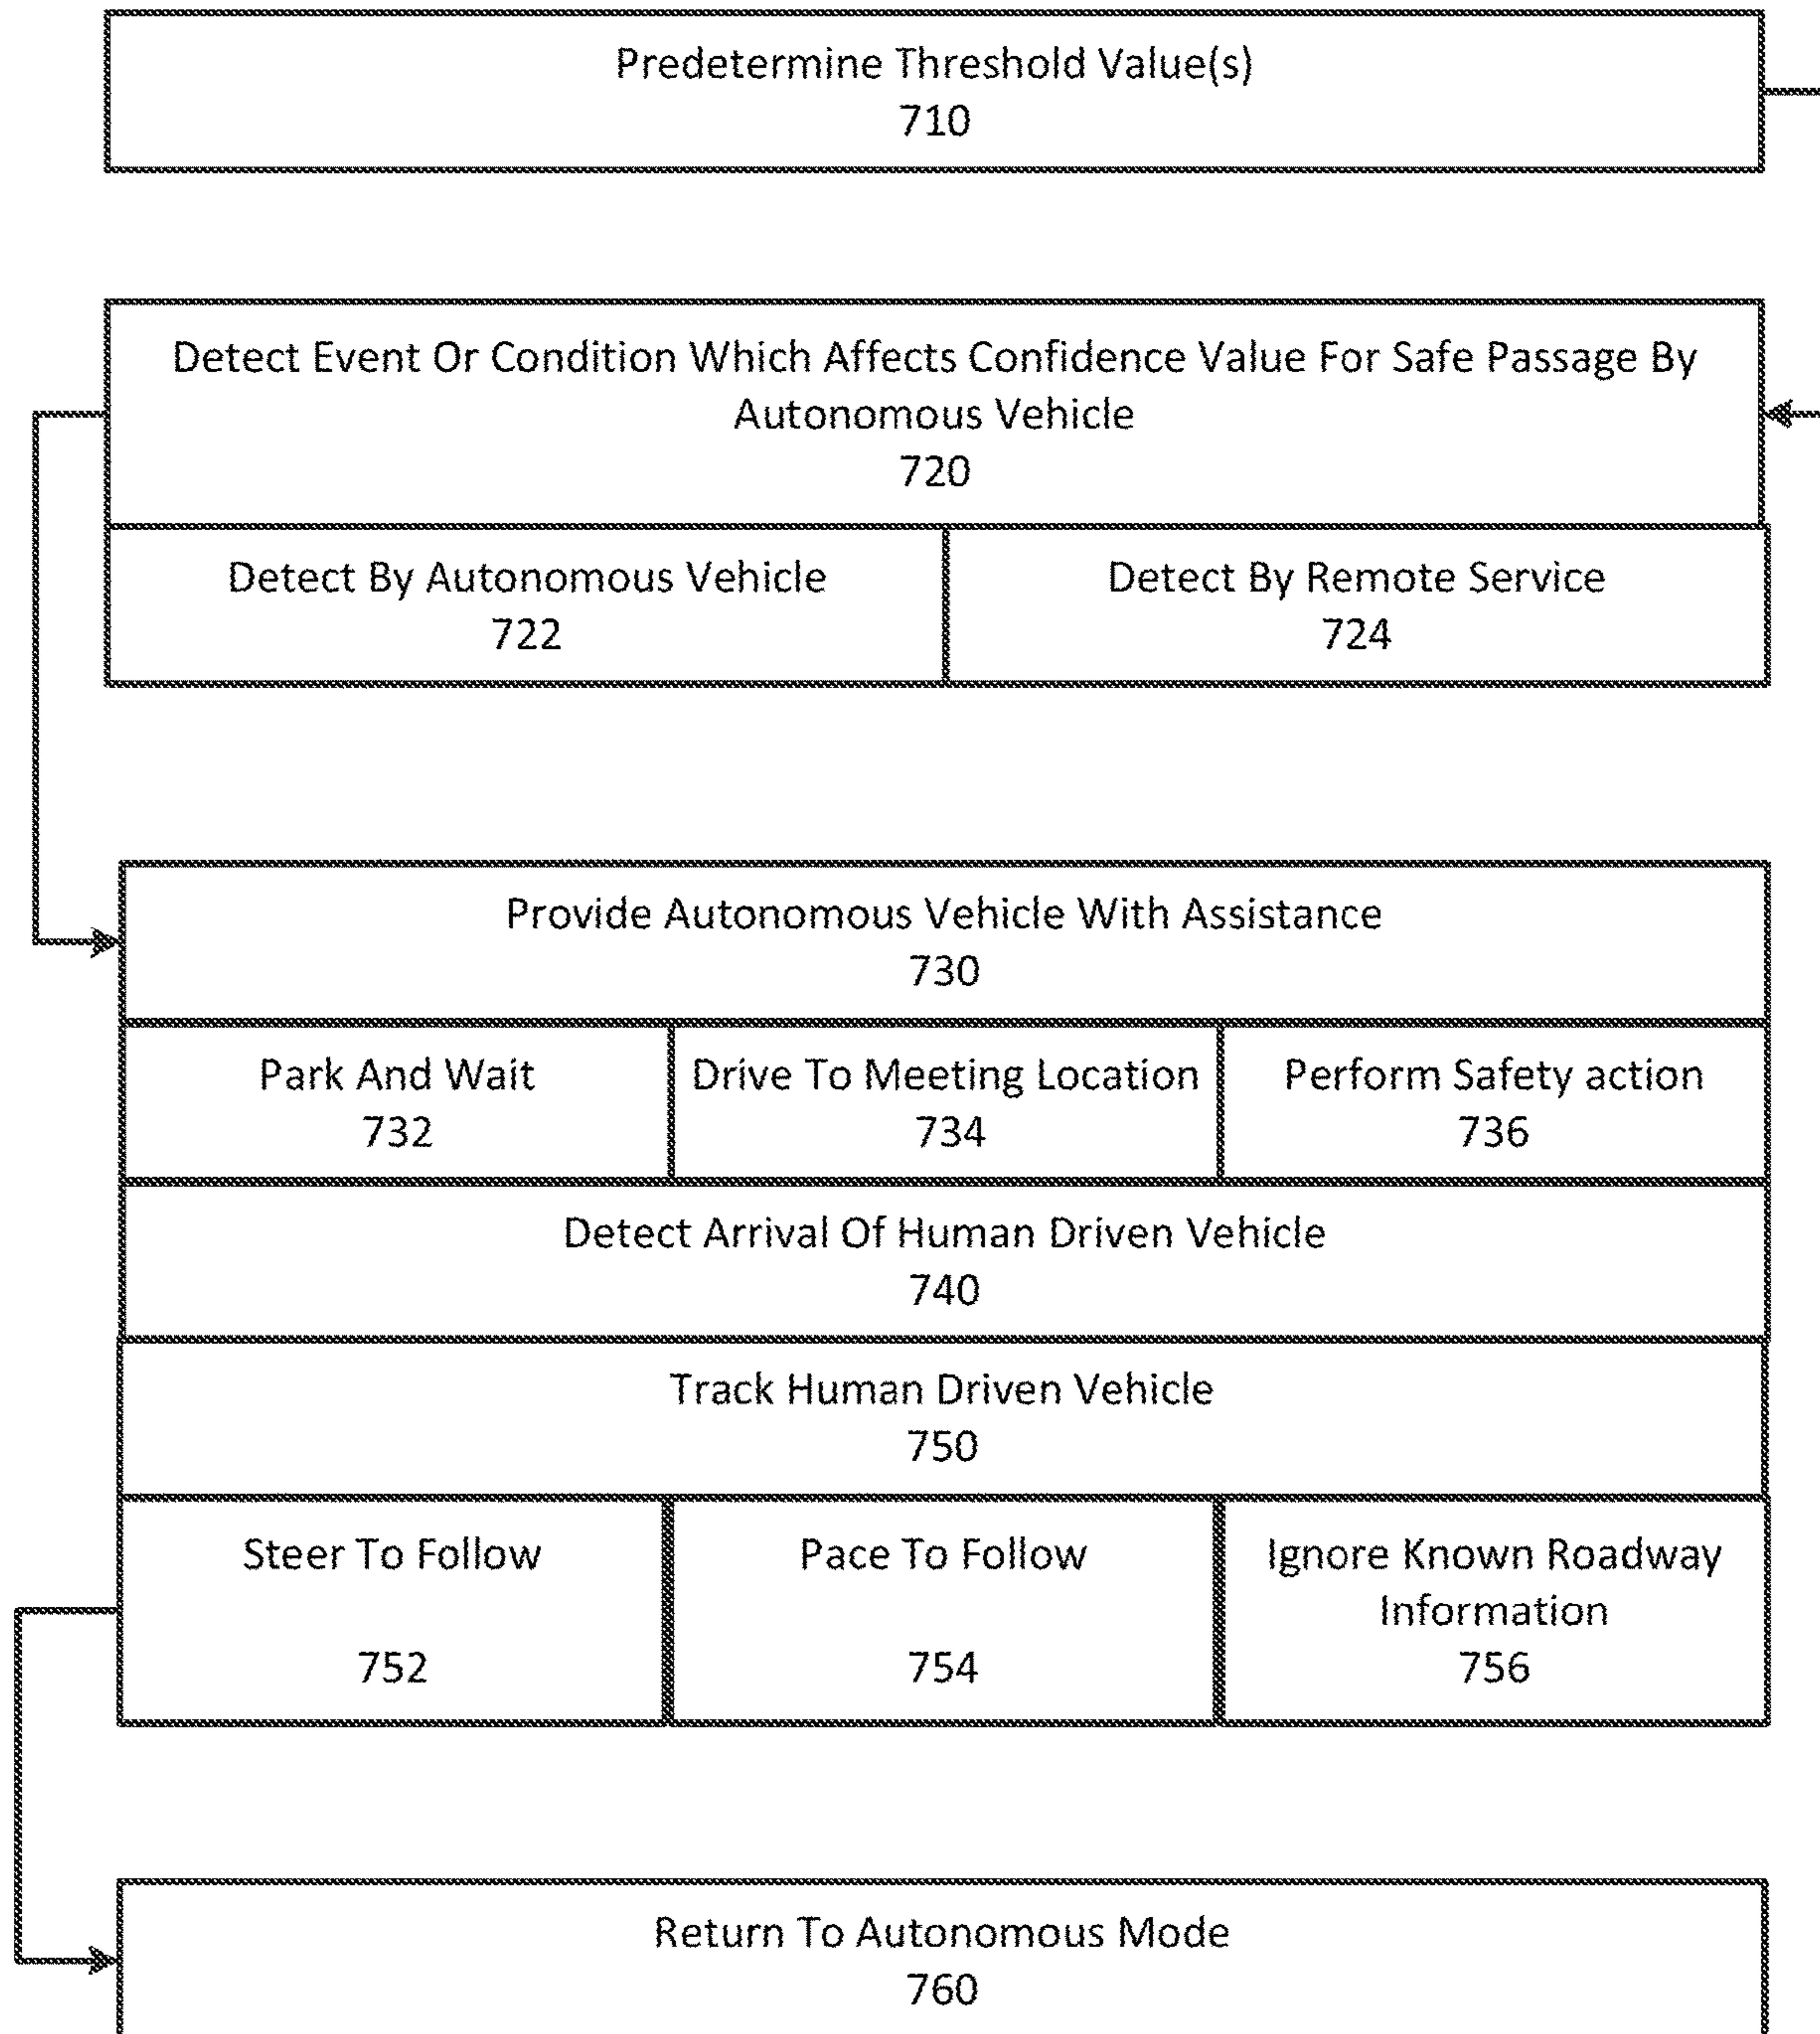 Predetermine Threshold Value(s)
710
Detect Event Or Condition Which Affects Confidence Value For Safe Passage By
Autonomous Vehicle
720
Detect By Autonomous Vehicle
722
Detect By Remote Service
724
Provide Autonomous Vehicle With Assistance
730
Park And Wait
732
Drive To Meeting Location
734
Perform Safety action
736
Detect Arrival Of Human Driven Vehicle
740
Track Human Driven Vehicle
750
Steer To Follow
752
Pace To Follow
754
Ignore Known Roadway
Information
756
Return To Autonomous Mode
760